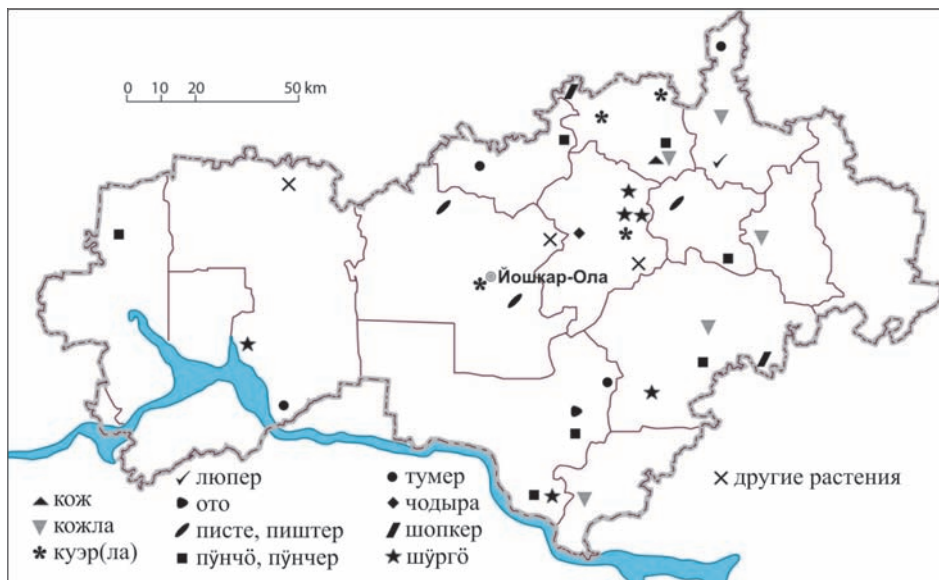 0 10 20 50 km
Йошкар-Ола
кож
кожла
куэр(ла)
люпер
ото
писте, пиштер
пӱнчӧ, пӱнчер
тумер
чодыра
шопкер
шӱргӧ
другие растения